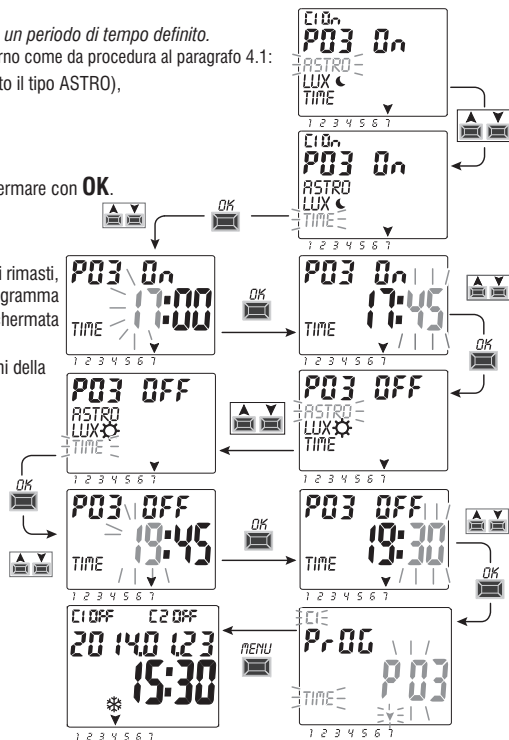 un periodo di tempo definito.
rno come da procedura al paragrafo 4.1:
to il tipo ASTRO),
ermare con OK.
i rimasti,
gramma
chermata
ni della
C1 On
P03 On
ASTRO
LUX
TIME
1 2 3 4 5 6 7
C1 On
P03 On
ASTRO
LUX
TIME
1 2 3 4 5 6 7
OK
P03 On
17:00
TIME
1 2 3 4 5 6 7
OK
P03 On
17:45
TIME
1 2 3 4 5 6 7
OK
P03 OFF
ASTRO
LUX
TIME
1 2 3 4 5 6 7
P03 OFF
ASTRO
LUX
TIME
1 2 3 4 5 6 7
OK
P03 OFF
19:45
TIME
1 2 3 4 5 6 7
OK
P03 OFF
19:30
TIME
1 2 3 4 5 6 7
OK
C1
PrOG
P03
TIME
1 2 3 4 5 6 7
MENU
C1 OFF C2 OFF
2014.01.23
15:30
1 2 3 4 5 6 7